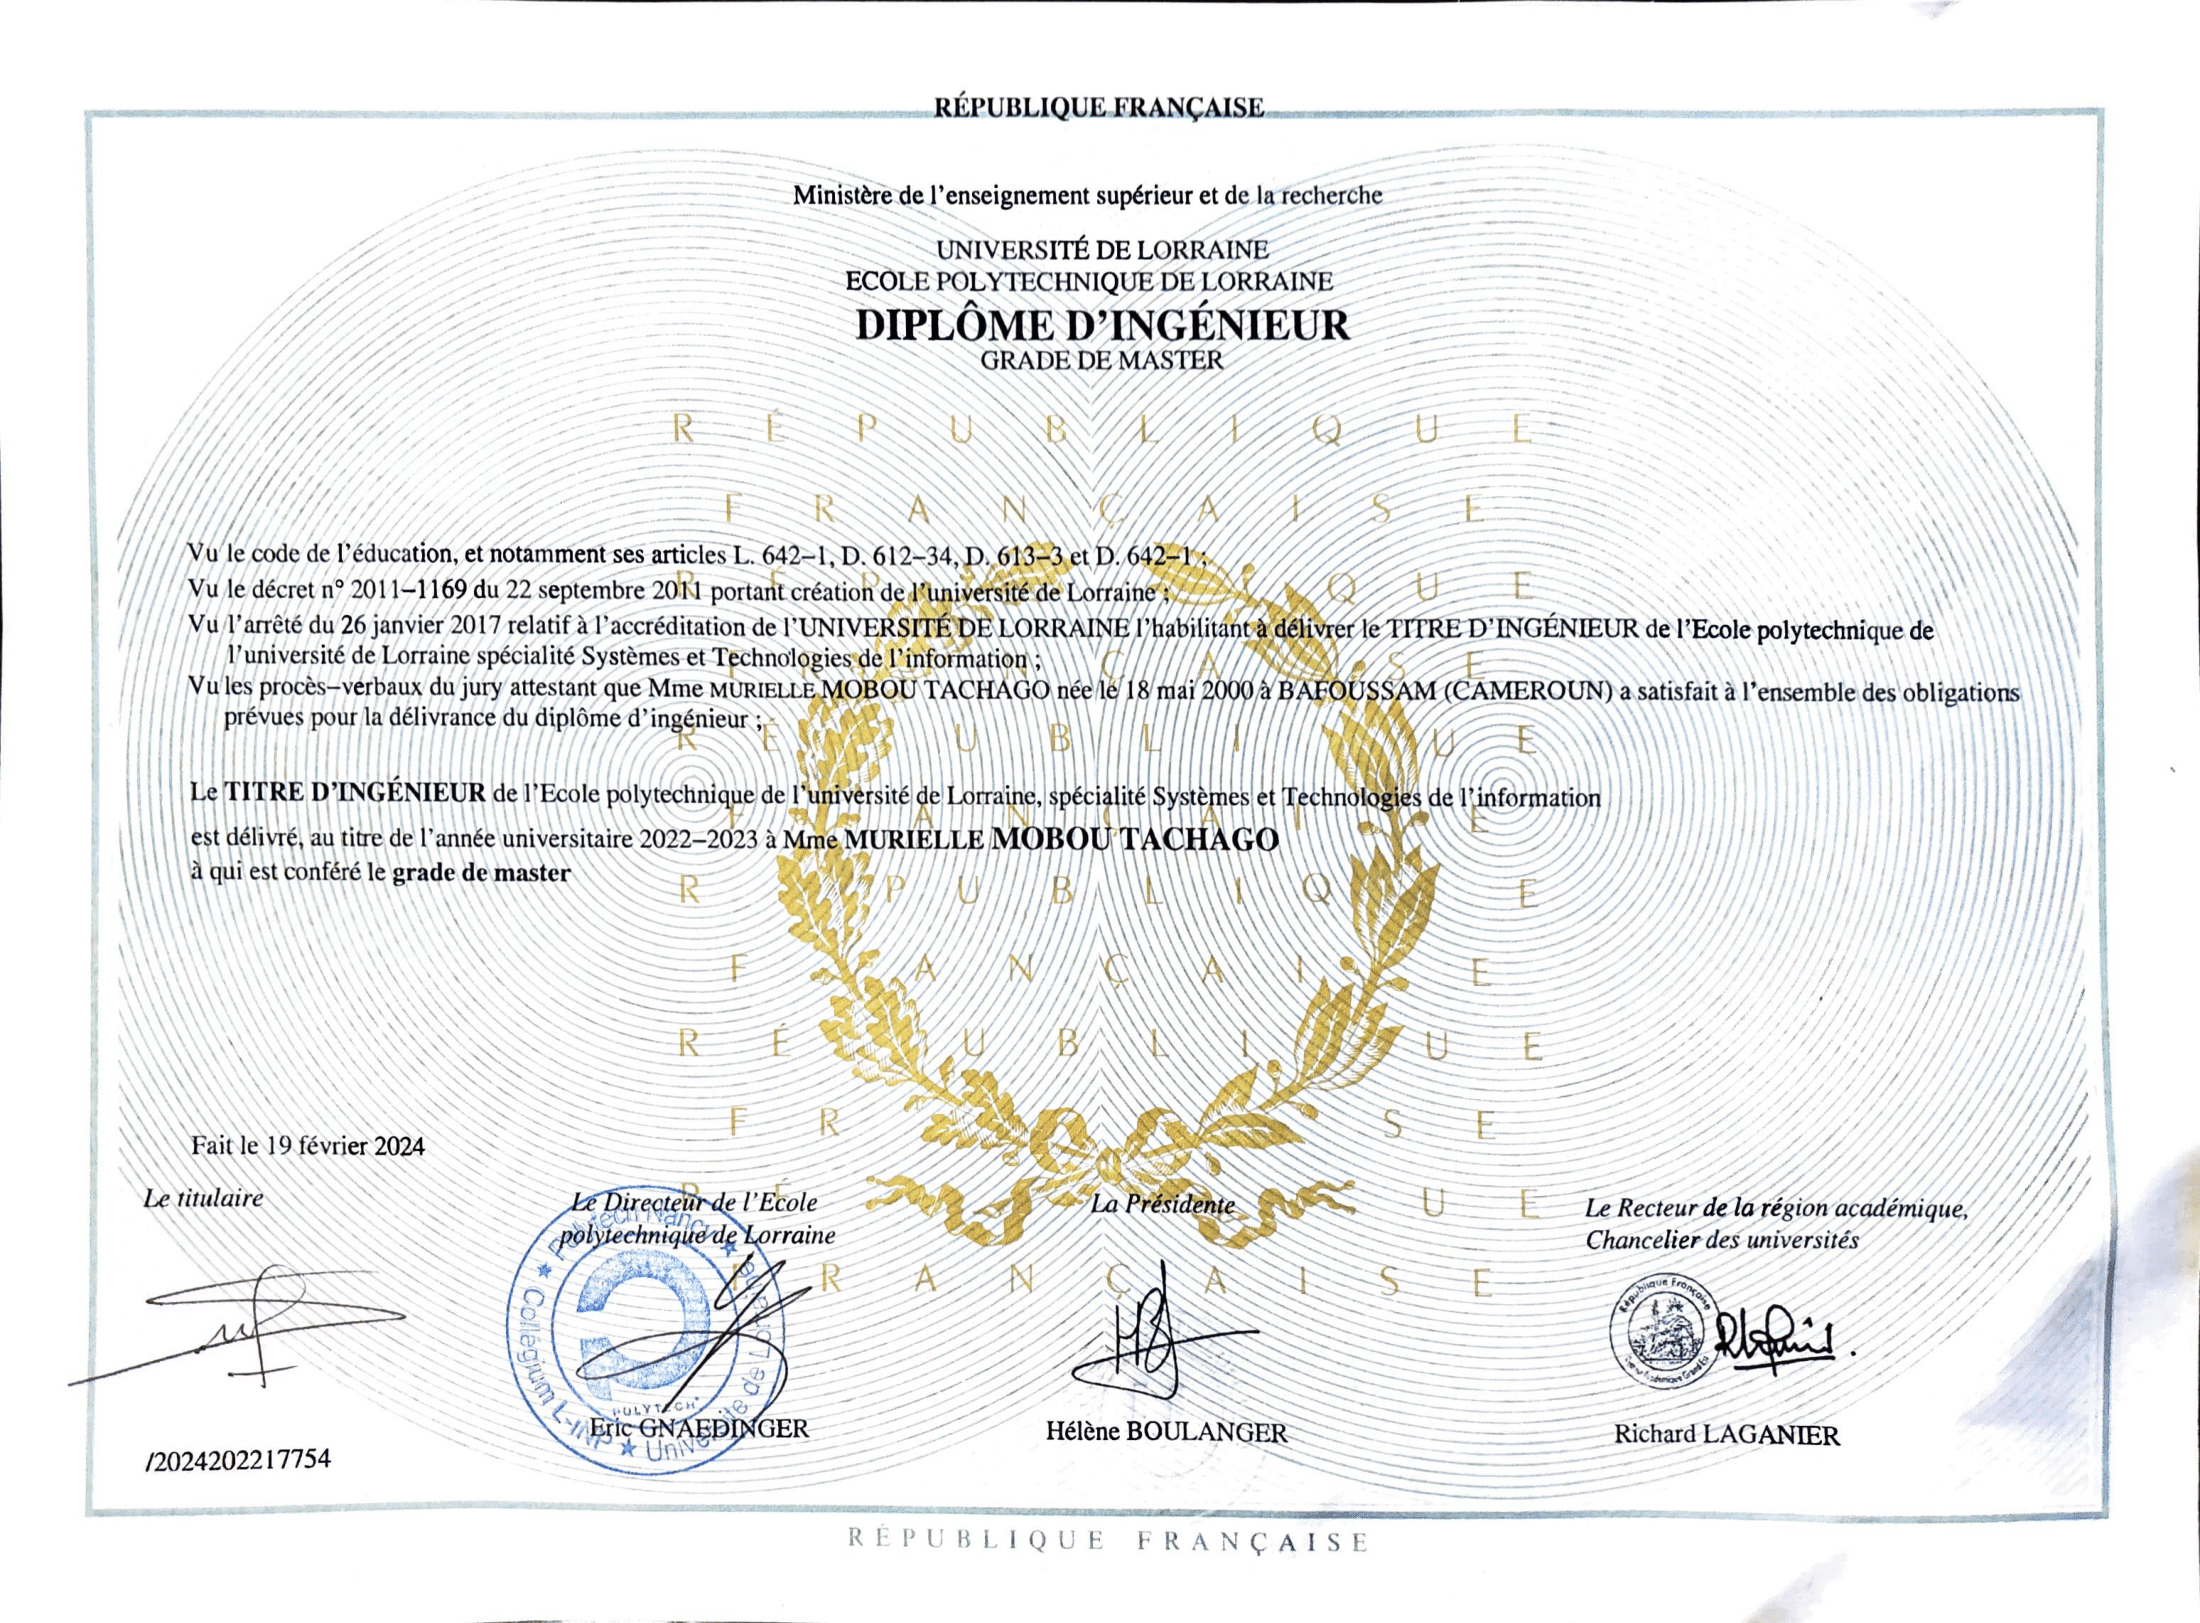 RÉPUBLIQUE FRANÇAISE
Ministère de l'enseignement supérieur et de la recherche
UNIVERSITÉ DE LORRAINE
ECOLE POLYTECHNIQUE DE LORRAINE
DIPLÔME D'INGÉNIEUR
GRADE DE MASTER
RÉPUBLIQUE
FRANÇAISE
Vu le code de l'éducation, et notamment ses articles L. 642–1, D. 612–34, D. 613–3 et D. 642–1 ;
Vu le décret n° 2011–1169 du 22 septembre 2011 portant création de l'université de Lorraine ;
Vu l'arrêté du 26 janvier 2017 relatif à l'accréditation de l'UNIVERSITÉ DE LORRAINE l'habilitant à délivrer le TITRE D'INGÉNIEUR de l'Ecole polytechnique de
l'université de Lorraine spécialité Systèmes et Technologies de l'information ;
Vu les procès–verbaux du jury attestant que Mme MURIELLE MOBOU TACHAGO née le 18 mai 2000 à BAFOUSSAM (CAMEROUN) a satisfait à l'ensemble des obligations
prévues pour la délivrance du diplôme d'ingénieur ;
Le TITRE D'INGÉNIEUR de l'Ecole polytechnique de l'université de Lorraine, spécialité Systèmes et Technologies de l'information
est délivré, au titre de l'année universitaire 2022–2023 à Mme MURIELLE MOBOU TACHAGO
à qui est conféré le grade de master
Fait le 19 février 2024
Le titulaire
Le Directeur de l'Ecole
polytechnique de Lorraine
La Présidente
Le Recteur de la région académique,
Chancelier des universités
Polytech Nancy
Collégium L-INP ★ Université de Lorraine
POLYTECH
République Française
Eric GNAEDINGER
Hélène BOULANGER
Richard LAGANIER
/2024202217754
RÉPUBLIQUE FRANÇAISE